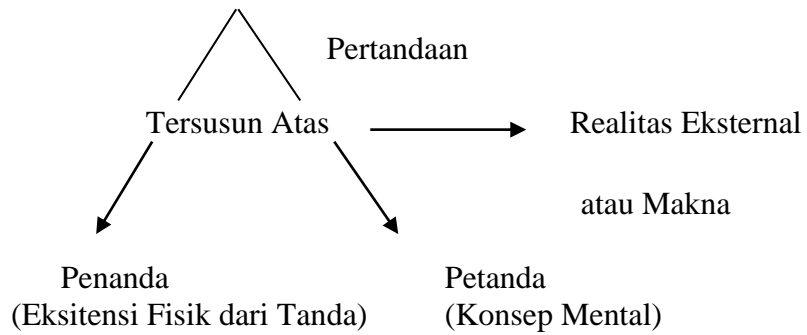 Pertandaan
Tersusun Atas
Realitas Eksternal
atau Makna
Penanda
(Eksitensi Fisik dari Tanda)
Petanda
(Konsep Mental)